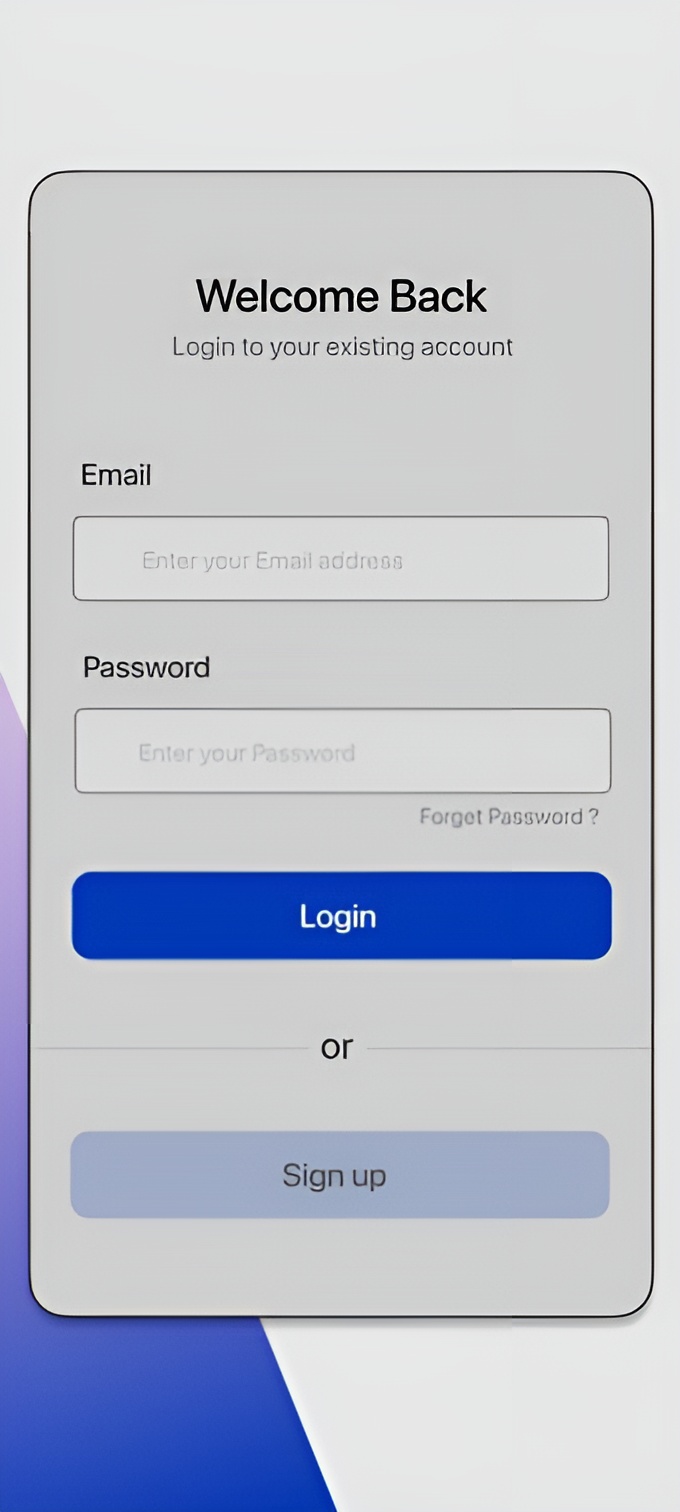 Welcome Back
Login to your existing account
Email
Enter your Email address
Password
Enter your Password
Forget Password ?
Login
or
Sign up